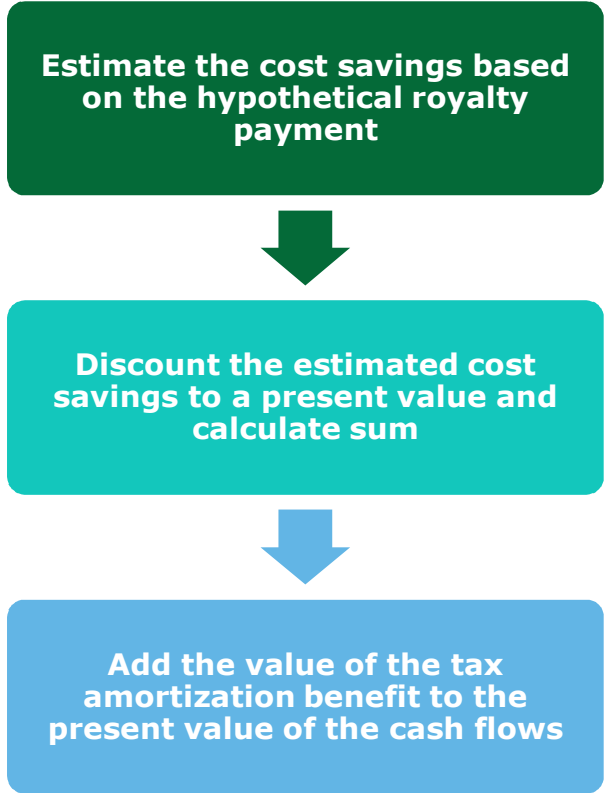 Estimate the cost savings based
on the hypothetical royalty
payment
Discount the estimated cost
savings to a present value and
calculate sum
Add the value of the tax
amortization benefit to the
present value of the cash flows